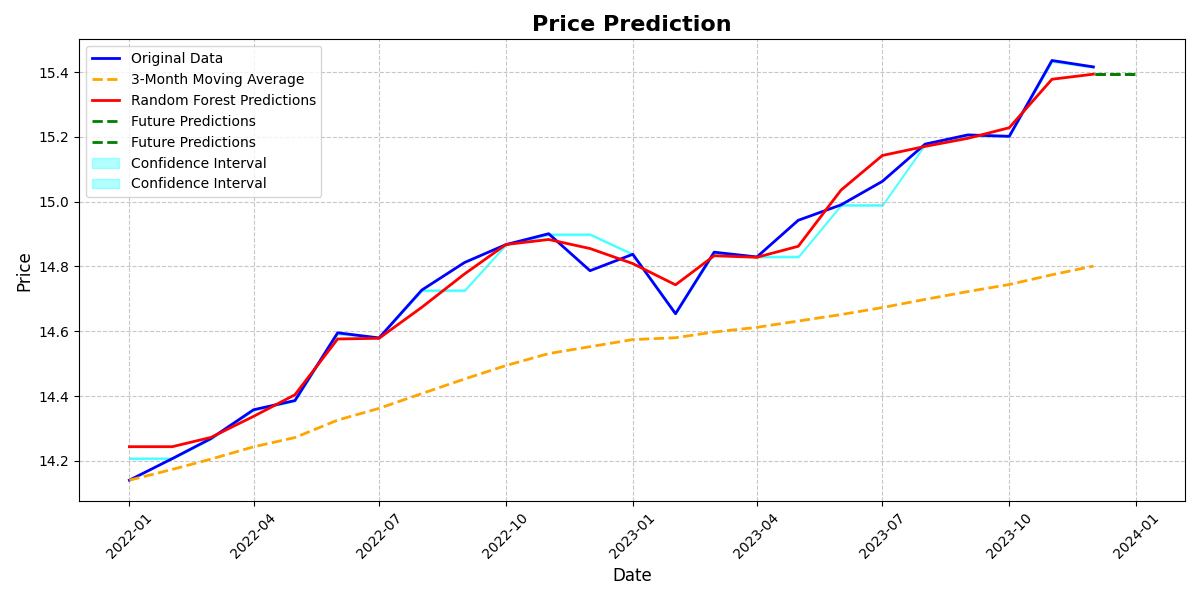 Price Prediction
Original Data
3-Month Moving Average
Random Forest Predictions
Future Predictions
Future Predictions
Confidence Interval
Confidence Interval
Price
15.4
15.2
15.0
14.8
14.6
14.4
14.2
2022-01
2022-04
2022-07
2022-10
2023-01
2023-04
2023-07
2023-10
2024-01
Date